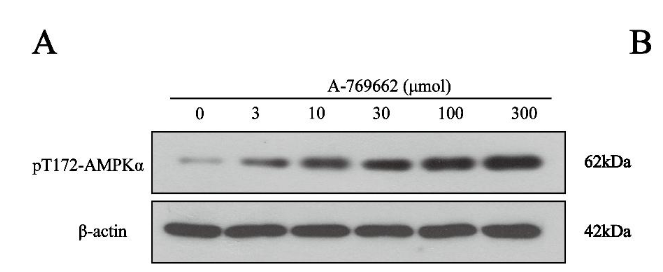 A B
A-769662 (μmol)
0 3 10 30 100 300
pT172-AMPKα 62kDa
β-actin 42kDa